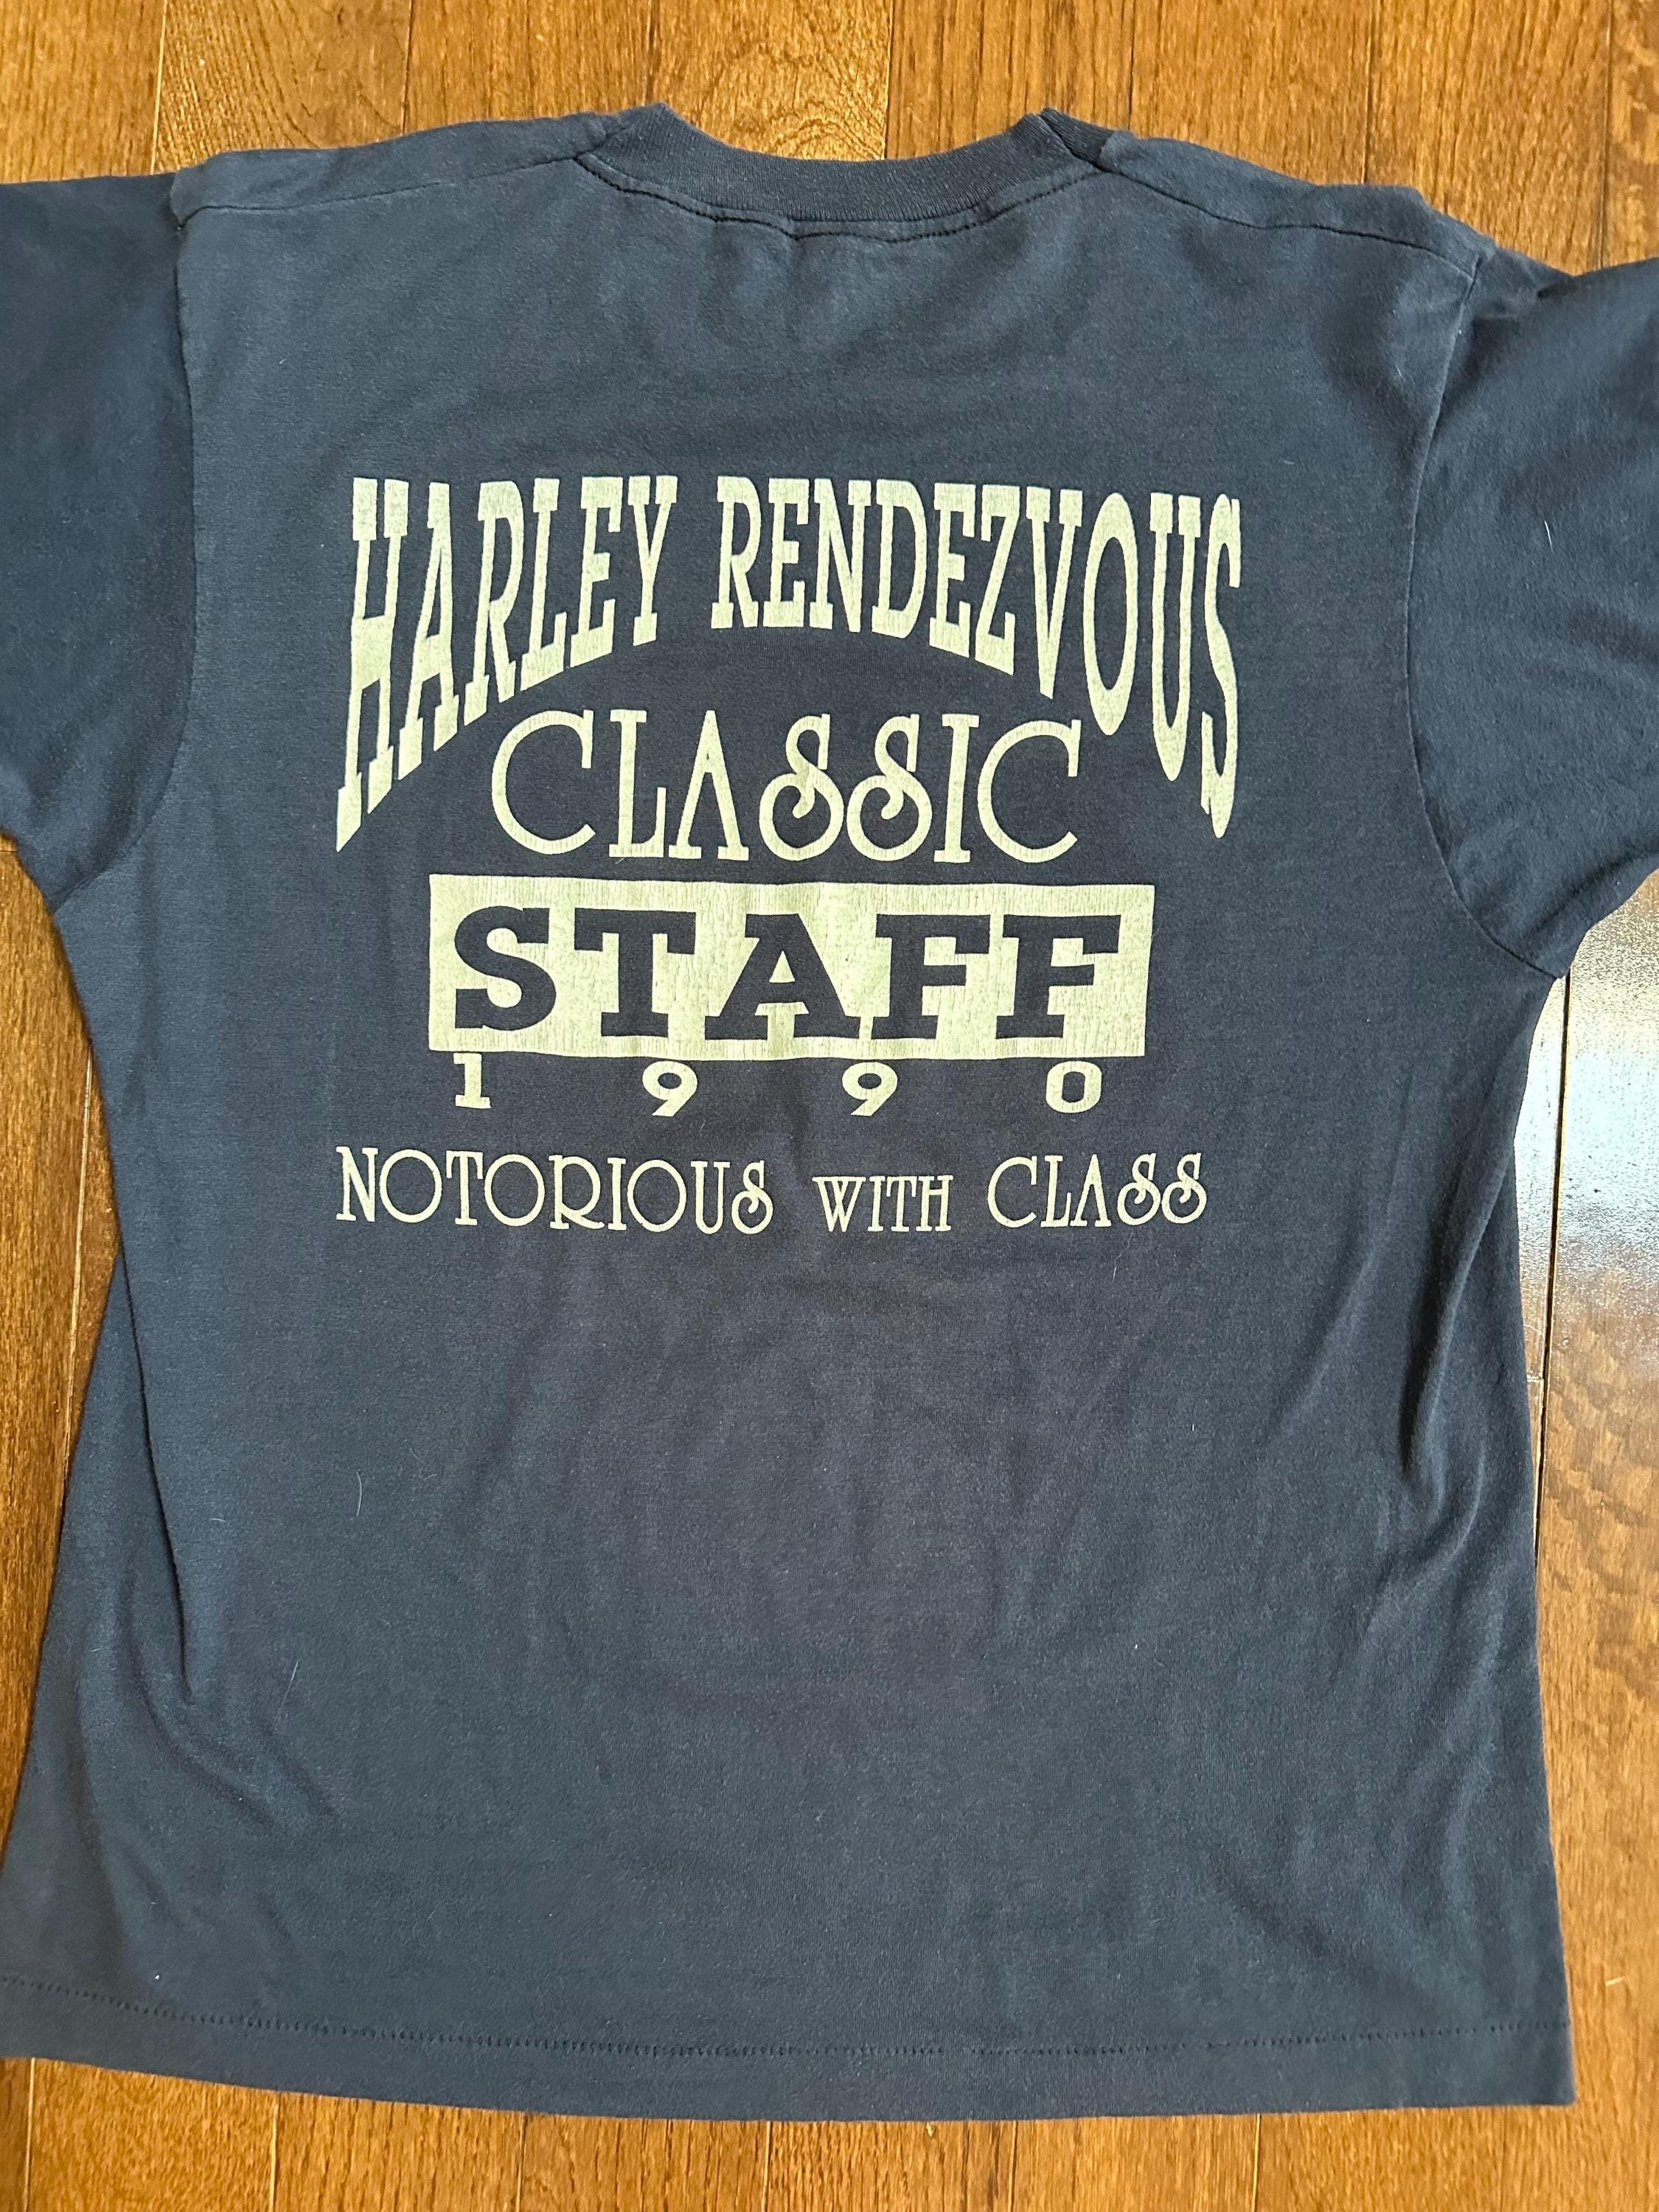 HARLEY RENDEZVOUS
CLASSIC
STAFF
1990
NOTORIOUS WITH CLASS